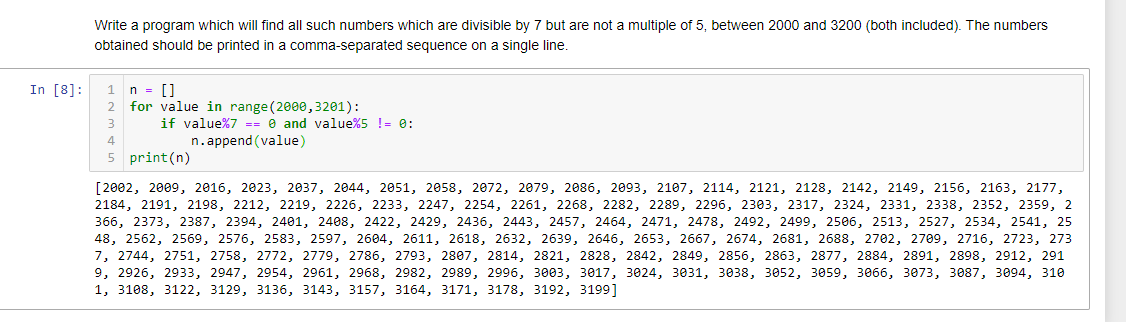 Write a program which will find all such numbers which are divisible by 7 but are not a multiple of 5, between 2000 and 3200 (both included). The numbers
obtained should be printed in a comma-separated sequence on a single line.
In [8]:
1 n = []
2 for value in range(2000,3201):
3     if value%7 == 0 and value%5 != 0:
4         n.append(value)
5 print(n)
[2002, 2009, 2016, 2023, 2037, 2044, 2051, 2058, 2072, 2079, 2086, 2093, 2107, 2114, 2121, 2128, 2142, 2149, 2156, 2163, 2177,
2184, 2191, 2198, 2212, 2219, 2226, 2233, 2247, 2254, 2261, 2268, 2282, 2289, 2296, 2303, 2317, 2324, 2331, 2338, 2352, 2359, 2
366, 2373, 2387, 2394, 2401, 2408, 2422, 2429, 2436, 2443, 2457, 2464, 2471, 2478, 2492, 2499, 2506, 2513, 2527, 2534, 2541, 25
48, 2562, 2569, 2576, 2583, 2597, 2604, 2611, 2618, 2632, 2639, 2646, 2653, 2667, 2674, 2681, 2688, 2702, 2709, 2716, 2723, 273
7, 2744, 2751, 2758, 2772, 2779, 2786, 2793, 2807, 2814, 2821, 2828, 2842, 2849, 2856, 2863, 2877, 2884, 2891, 2898, 2912, 291
9, 2926, 2933, 2947, 2954, 2961, 2968, 2982, 2989, 2996, 3003, 3017, 3024, 3031, 3038, 3052, 3059, 3066, 3073, 3087, 3094, 310
1, 3108, 3122, 3129, 3136, 3143, 3157, 3164, 3171, 3178, 3192, 3199]